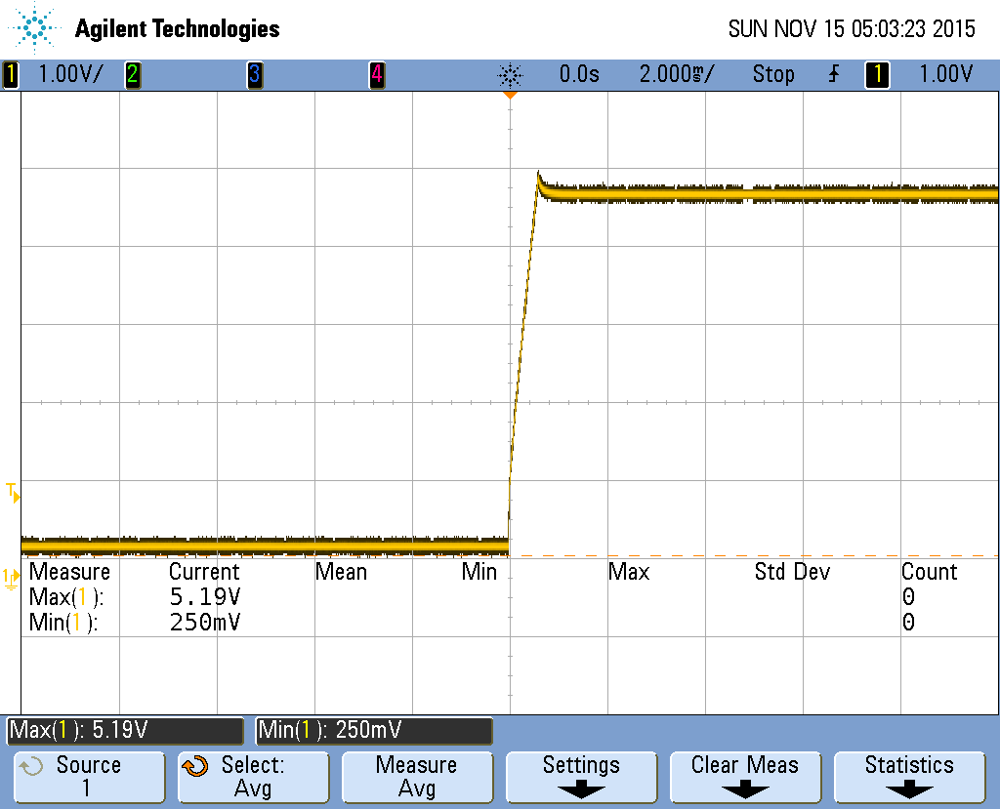 Agilent Technologies SUN NOV 15 05:03:23 2015
1 1.00V/ 2 3 4 0.0s 2.000ms/ Stop 1 1.00V
T
1
Measure Current Mean Min Max Std Dev Count
Max(1): 5.19V 0
Min(1): 250mV 0
Max(1): 5.19V Min(1): 250mV
Source Select: Measure Settings Clear Meas Statistics
1 Avg Avg